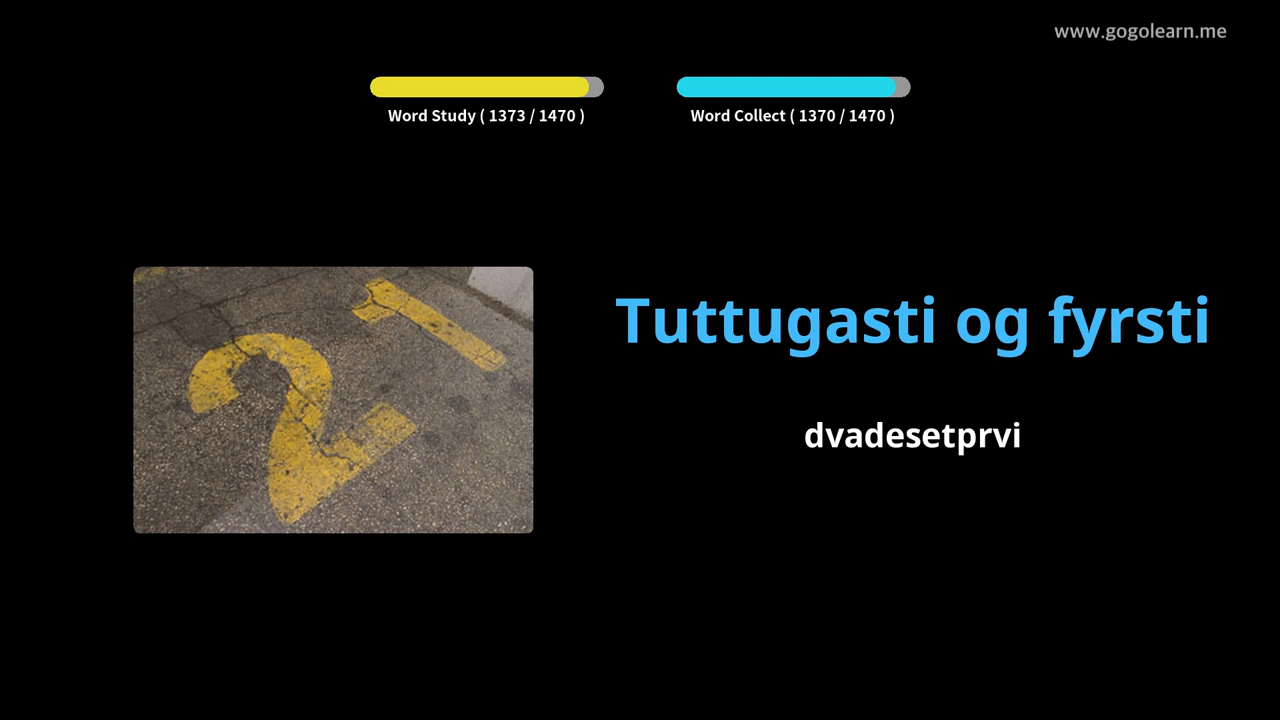 www.gogolearn.me
Word Study ( 1373 / 1470 )
Word Collect ( 1370 / 1470 )
21
Tuttugasti og fyrsti
dvadesetprvi